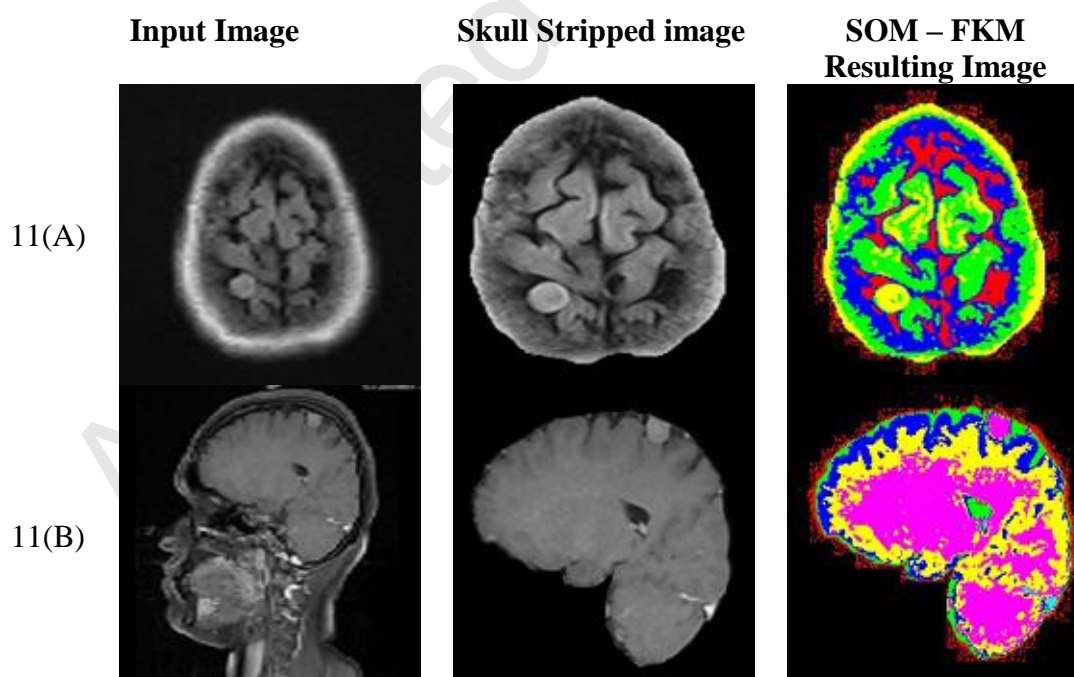 Input Image
Skull Stripped image
SOM – FKM
Resulting Image
11(A)
11(B)